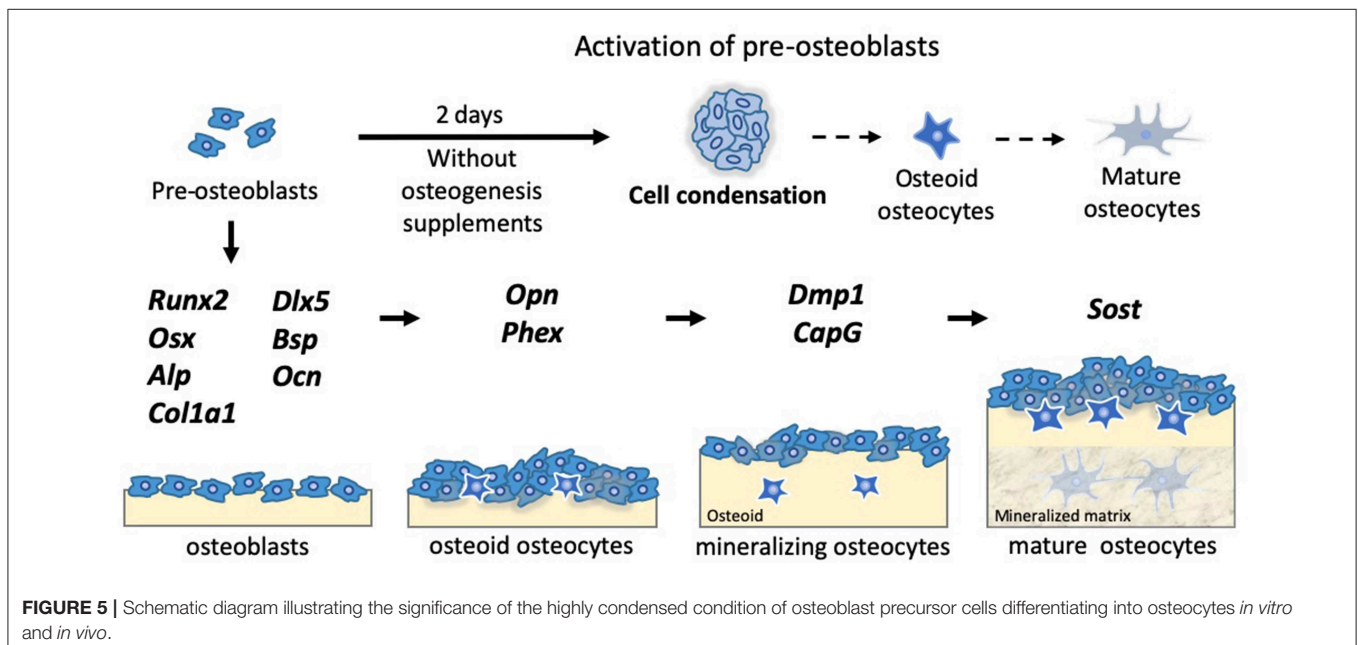 Activation of pre-osteoblasts
2 days
Without
osteogenesis
supplements
Pre-osteoblasts
Cell condensation
Osteoid
osteocytes
Mature
osteocytes
Runx2 Dlx5
Osx Bsp
Alp Ocn
Col1a1
Opn
Phex
Dmp1
CapG
Sost
osteoblasts
osteoid osteocytes
Osteoid
mineralizing osteocytes
Mineralized matrix
mature osteocytes
FIGURE 5 | Schematic diagram illustrating the significance of the highly condensed condition of osteoblast precursor cells differentiating into osteocytes in vitro
and in vivo.